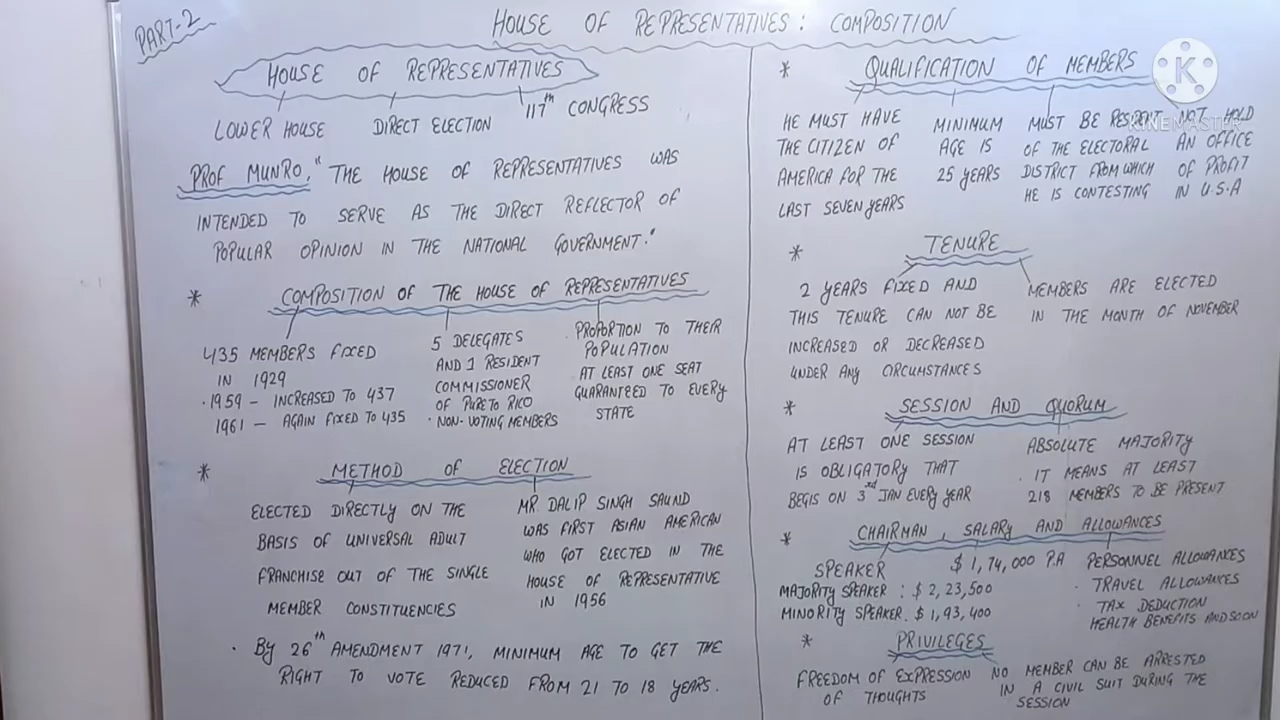 PART-2
HOUSE OF REPRESENTATIVES: COMPOSITION
HOUSE OF REPRESENTATIVES
LOWER HOUSE
DIRECT ELECTION
117th CONGRESS
PROF MUNRO, "THE HOUSE OF REPRESENTATIVES WAS
INTENDED TO SERVE AS THE DIRECT REFLECTOR OF
POPULAR OPINION IN THE NATIONAL GOVERNMENT."
* COMPOSITION OF THE HOUSE OF REPRESENTATIVES
435 MEMBERS FIXED
IN 1929
· 1959 - INCREASED TO 437
1961 - AGAIN FIXED TO 435
5 DELEGATES
AND 1 RESIDENT
COMMISSIONER
OF PURETO RICO
· NON-VOTING MEMBERS
· PROPORTION TO THEIR
POPULATION
· AT LEAST ONE SEAT
GUARANTEED TO EVERY
STATE
* METHOD OF ELECTION
ELECTED DIRECTLY ON THE
BASIS OF UNIVERSAL ADULT
FRANCHISE OUT OF THE SINGLE
MEMBER CONSTITUENCIES
MR. DALIP SINGH SAUND
WAS FIRST ASIAN AMERICAN
WHO GOT ELECTED IN THE
HOUSE OF REPRESENTATIVE
IN 1956
· BY 26th AMENDMENT 1971, MINIMUM AGE TO GET THE
RIGHT TO VOTE REDUCED FROM 21 TO 18 YEARS.
* QUALIFICATION OF MEMBERS
HE MUST HAVE
THE CITIZEN OF
AMERICA FOR THE
LAST SEVEN YEARS
MINIMUM
AGE IS
25 YEARS
MUST BE RESIDENT
OF THE ELECTORAL
DISTRICT FROM WHICH
HE IS CONTESTING
NOT HOLD
AN OFFICE
OF PROFIT
IN U.S.A
K
KINEMASTER
* TENURE
2 YEARS FIXED AND
THIS TENURE CAN NOT BE
INCREASED OR DECREASED
UNDER ANY CIRCUMSTANCES
MEMBERS ARE ELECTED
IN THE MONTH OF NOVEMBER
* SESSION AND QUORUM
AT LEAST ONE SESSION
IS OBLIGATORY THAT
BEGIS ON 3rd JAN EVERY YEAR
ABSOLUTE MAJORITY
· IT MEANS AT LEAST
218 MEMBERS TO BE PRESENT
* CHAIRMAN, SALARY AND ALLOWANCES
SPEAKER
$ 1,74,000 P.A
MAJORITY SPEAKER : $ 2,23,500
MINORITY SPEAKER. $ 1,93,400
PERSONNEL ALLOWANCES
· TRAVEL ALLOWANCES
· TAX DEDUCTION
HEALTH BENEFITS AND SOON
* PRIVILEGES
FREEDOM OF EXPRESSION
OF THOUGHTS
NO MEMBER CAN BE ARRESTED
IN A CIVIL SUIT DURING THE
SESSION